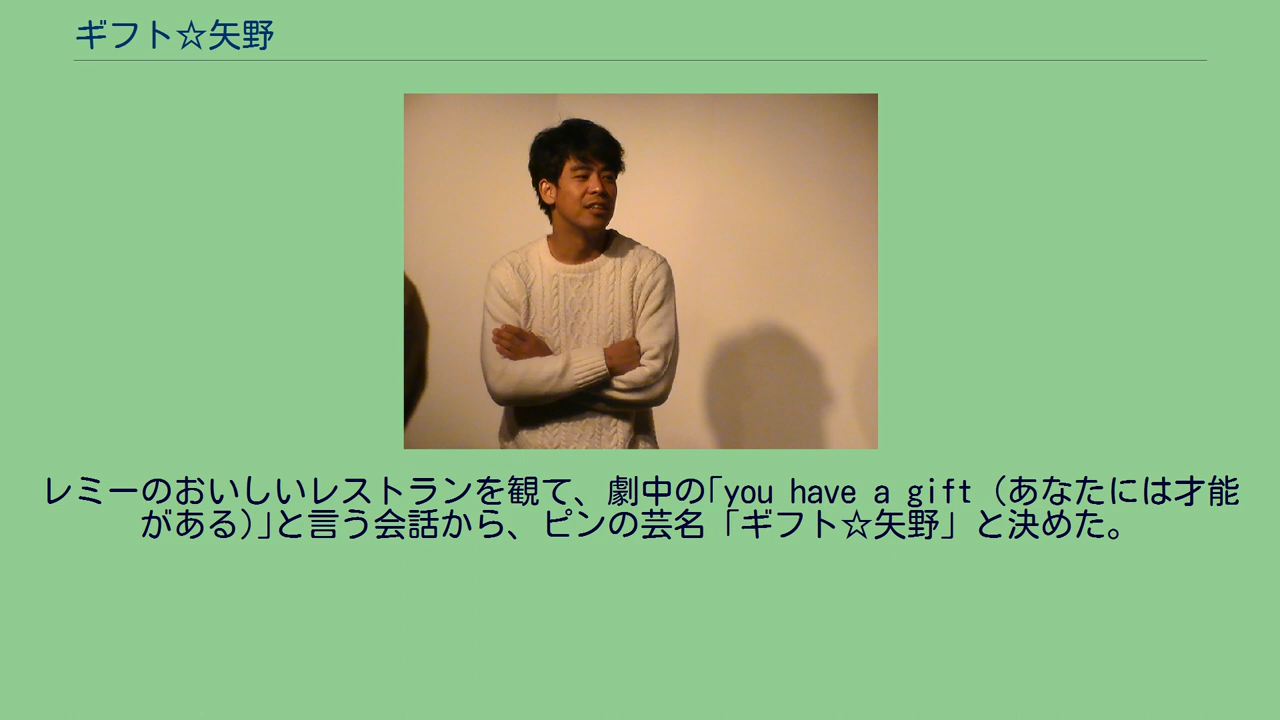 ギフト☆矢野
レミーのおいしいレストランを観て、劇中の｢you have a gift (あなたには才能
がある)｣と言う会話から、ピンの芸名「ギフト☆矢野」と決めた。